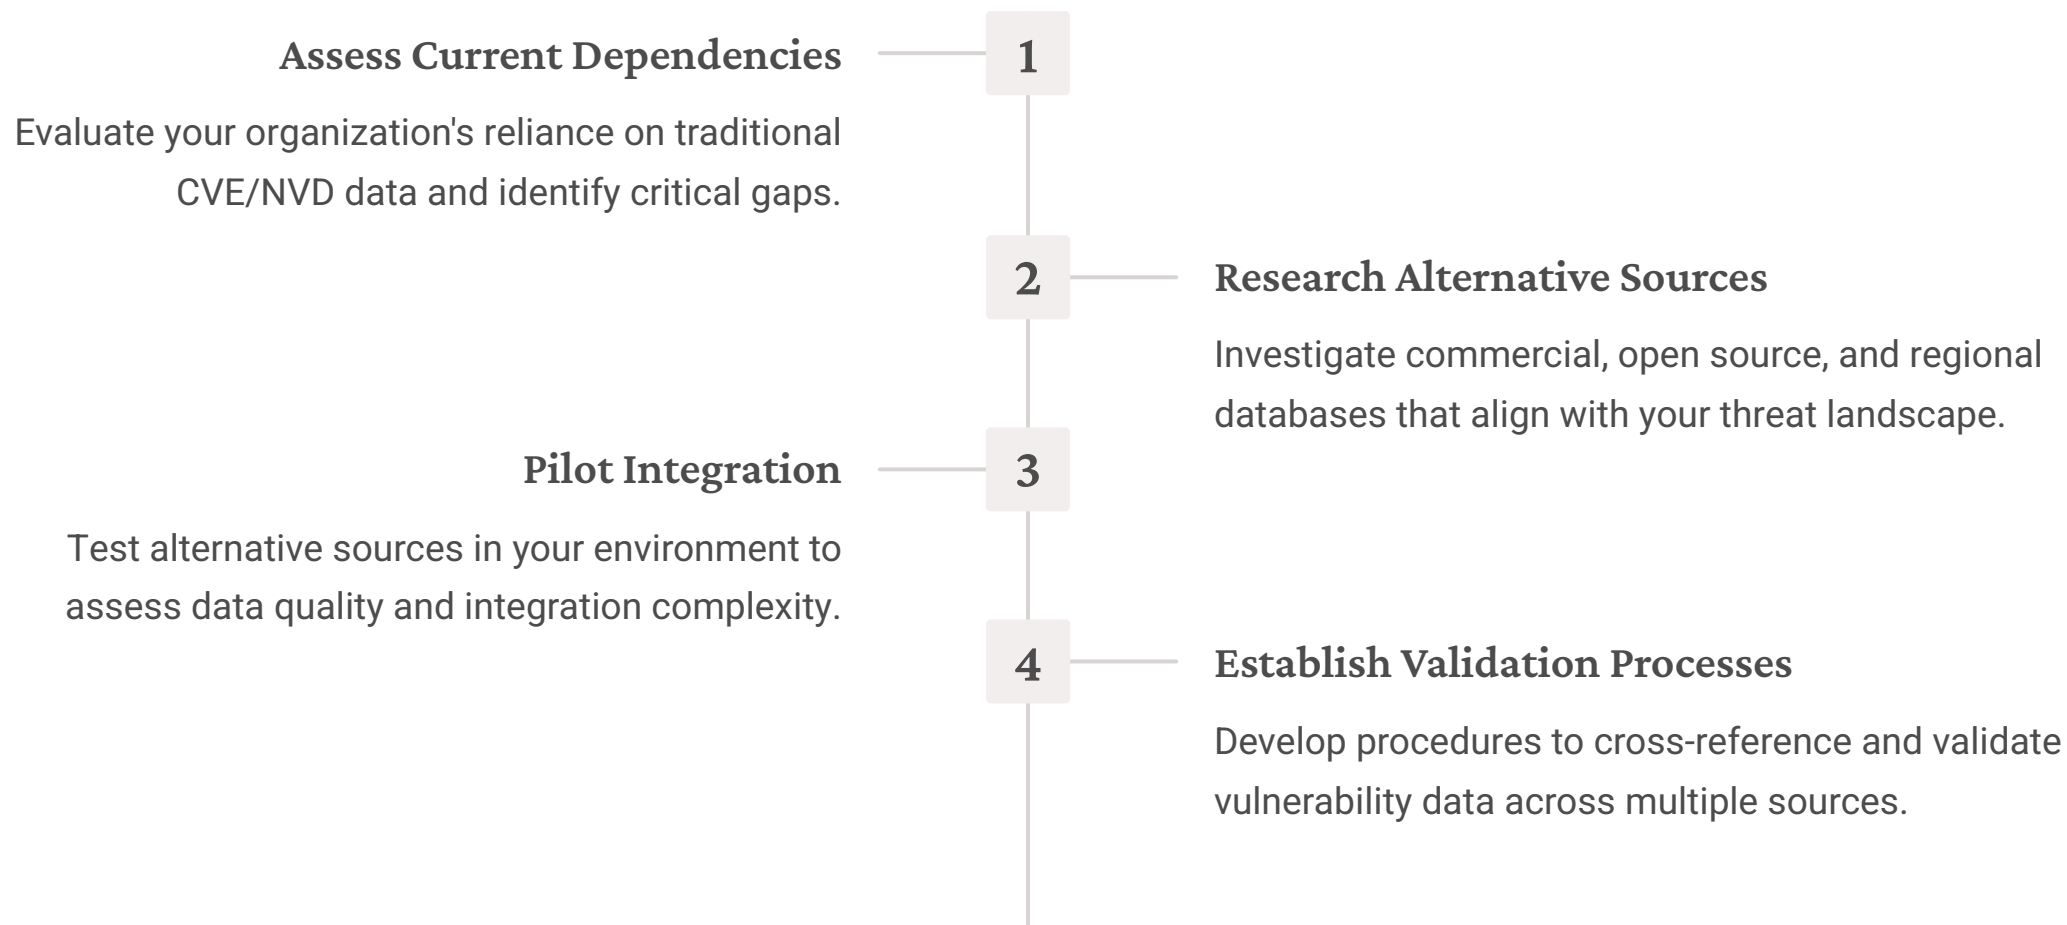 1
Assess Current Dependencies
Evaluate your organization's reliance on traditional
CVE/NVD data and identify critical gaps.
2
Research Alternative Sources
Investigate commercial, open source, and regional
databases that align with your threat landscape.
3
Pilot Integration
Test alternative sources in your environment to
assess data quality and integration complexity.
4
Establish Validation Processes
Develop procedures to cross-reference and validate
vulnerability data across multiple sources.